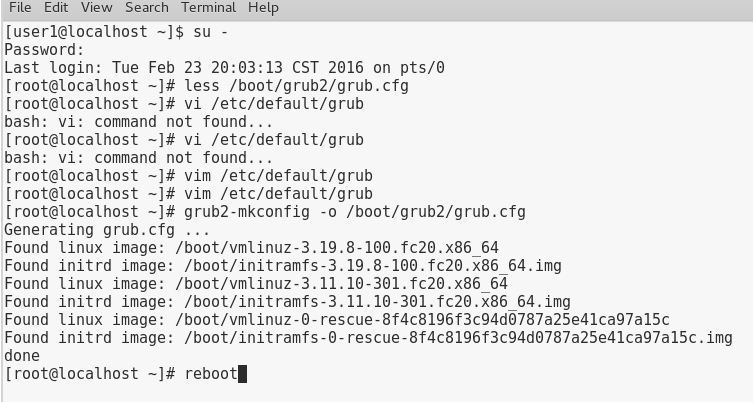 File Edit View Search Terminal Help
[user1@localhost ~]$ su -
Password:
Last login: Tue Feb 23 20:03:13 CST 2016 on pts/0
[root@localhost ~]# less /boot/grub2/grub.cfg
[root@localhost ~]# vi /etc/default/grub
bash: vi: command not found...
[root@localhost ~]# vi /etc/default/grub
bash: vi: command not found...
[root@localhost ~]# vim /etc/default/grub
[root@localhost ~]# vim /etc/default/grub
[root@localhost ~]# grub2-mkconfig -o /boot/grub2/grub.cfg
Generating grub.cfg ...
Found linux image: /boot/vmlinuz-3.19.8-100.fc20.x86_64
Found initrd image: /boot/initramfs-3.19.8-100.fc20.x86_64.img
Found linux image: /boot/vmlinuz-3.11.10-301.fc20.x86_64
Found initrd image: /boot/initramfs-3.11.10-301.fc20.x86_64.img
Found linux image: /boot/vmlinuz-0-rescue-8f4c8196f3c94d0787a25e41ca97a15c
Found initrd image: /boot/initramfs-0-rescue-8f4c8196f3c94d0787a25e41ca97a15c.img
done
[root@localhost ~]# reboot